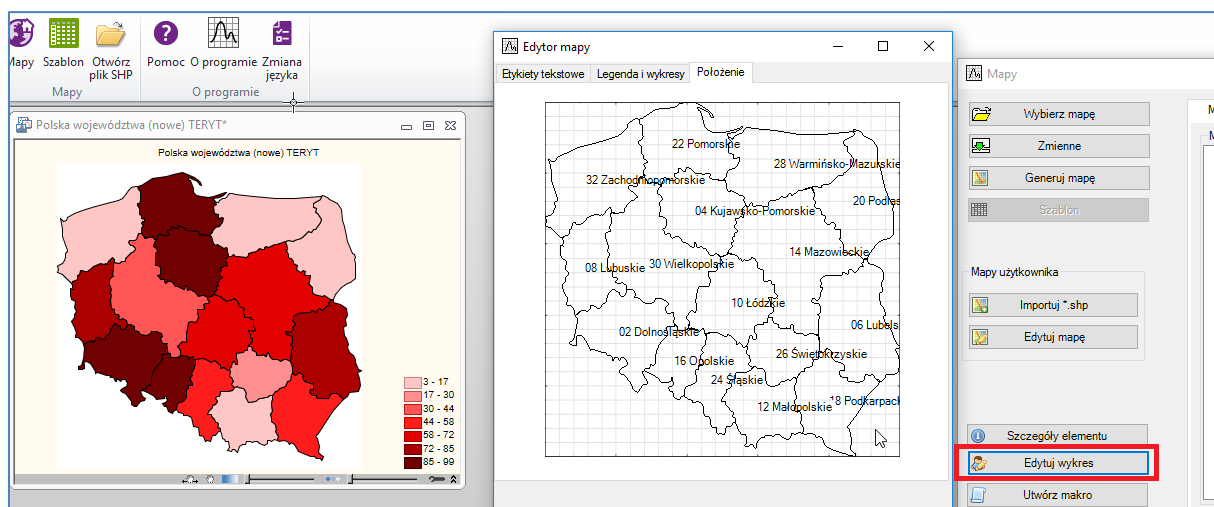 Mapy Szablon Otwórz plik SHP
Pomoc O programie Zmiana języka
Mapy
O programie
Polska województwa (nowe) TERYT*
Polska województwa (nowe) TERYT
3 - 17
17 - 30
30 - 44
44 - 58
58 - 72
72 - 85
85 - 99
Edytor mapy
Etykiety tekstowe Legenda i wykresy Położenie
22 Pomorskie
28 Warmińsko-Mazurskie
32 Zachodniopomorskie
20 Podlas
04 Kujawsko-Pomorskie
14 Mazowieckie
08 Lubuskie
30 Wielkopolskie
10 Łódzkie
06 Lubels
02 Dolnośląskie
26 Świętokrzyskie
16 Opolskie
24 Śląskie
12 Małopolskie
18 Podkarpack
Mapy
Wybierz mapę
Zmienne
Generuj mapę
Szablon
Mapy użytkownika
Importuj *.shp
Edytuj mapę
Szczegóły elementu
Edytuj wykres
Utwórz makro